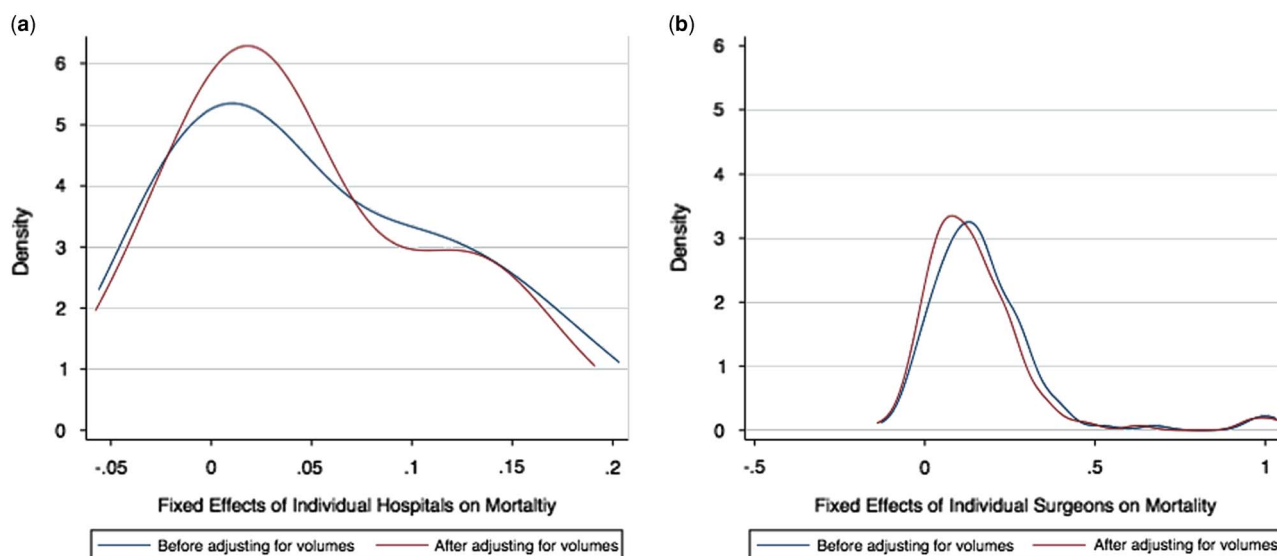 (a)
6
5
4
3
2
1
0
Density
-.05 0 .05 .1 .15 .2
Fixed Effects of Individual Hospitals on Mortaltiy
Before adjusting for volumes After adjusting for volumes
(b)
6
5
4
3
2
1
0
Density
-.5 0 .5 1
Fixed Effects of Individual Surgeons on Mortality
Before adjusting for volumes After adjusting for volumes